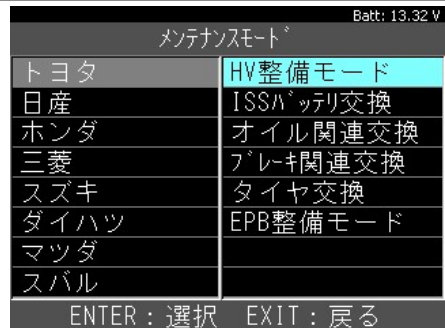 Batt: 13.32 V
メンテナンスモード
トヨタ
日産
ホンダ
三菱
スズキ
ダイハツ
マツダ
スバル
HV整備モード
ISSバッテリ交換
オイル関連交換
ブレーキ関連交換
タイヤ交換
EPB整備モード
ENTER：選択 EXIT：戻る